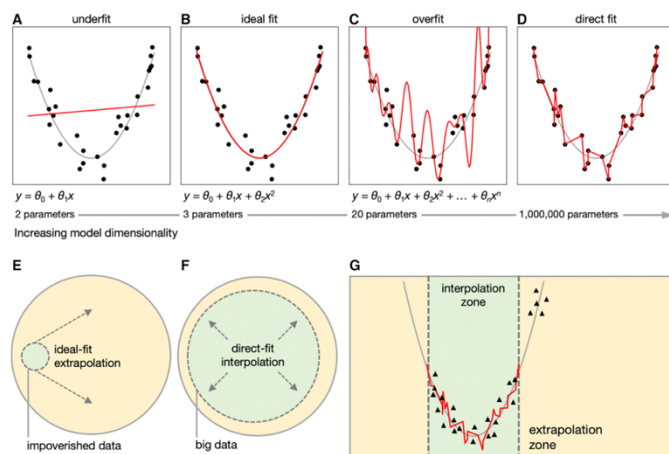 A
underfit
B
ideal fit
C
overfit
D
direct fit
y = θ₀ + θ₁x
y = θ₀ + θ₁x + θ₂x²
y = θ₀ + θ₁x + θ₂x² + … + θₙxⁿ
2 parameters
3 parameters
20 parameters
1,000,000 parameters
Increasing model dimensionality
E
ideal-fit
extrapolation
impoverished data
F
direct-fit
interpolation
big data
G
interpolation
zone
extrapolation
zone